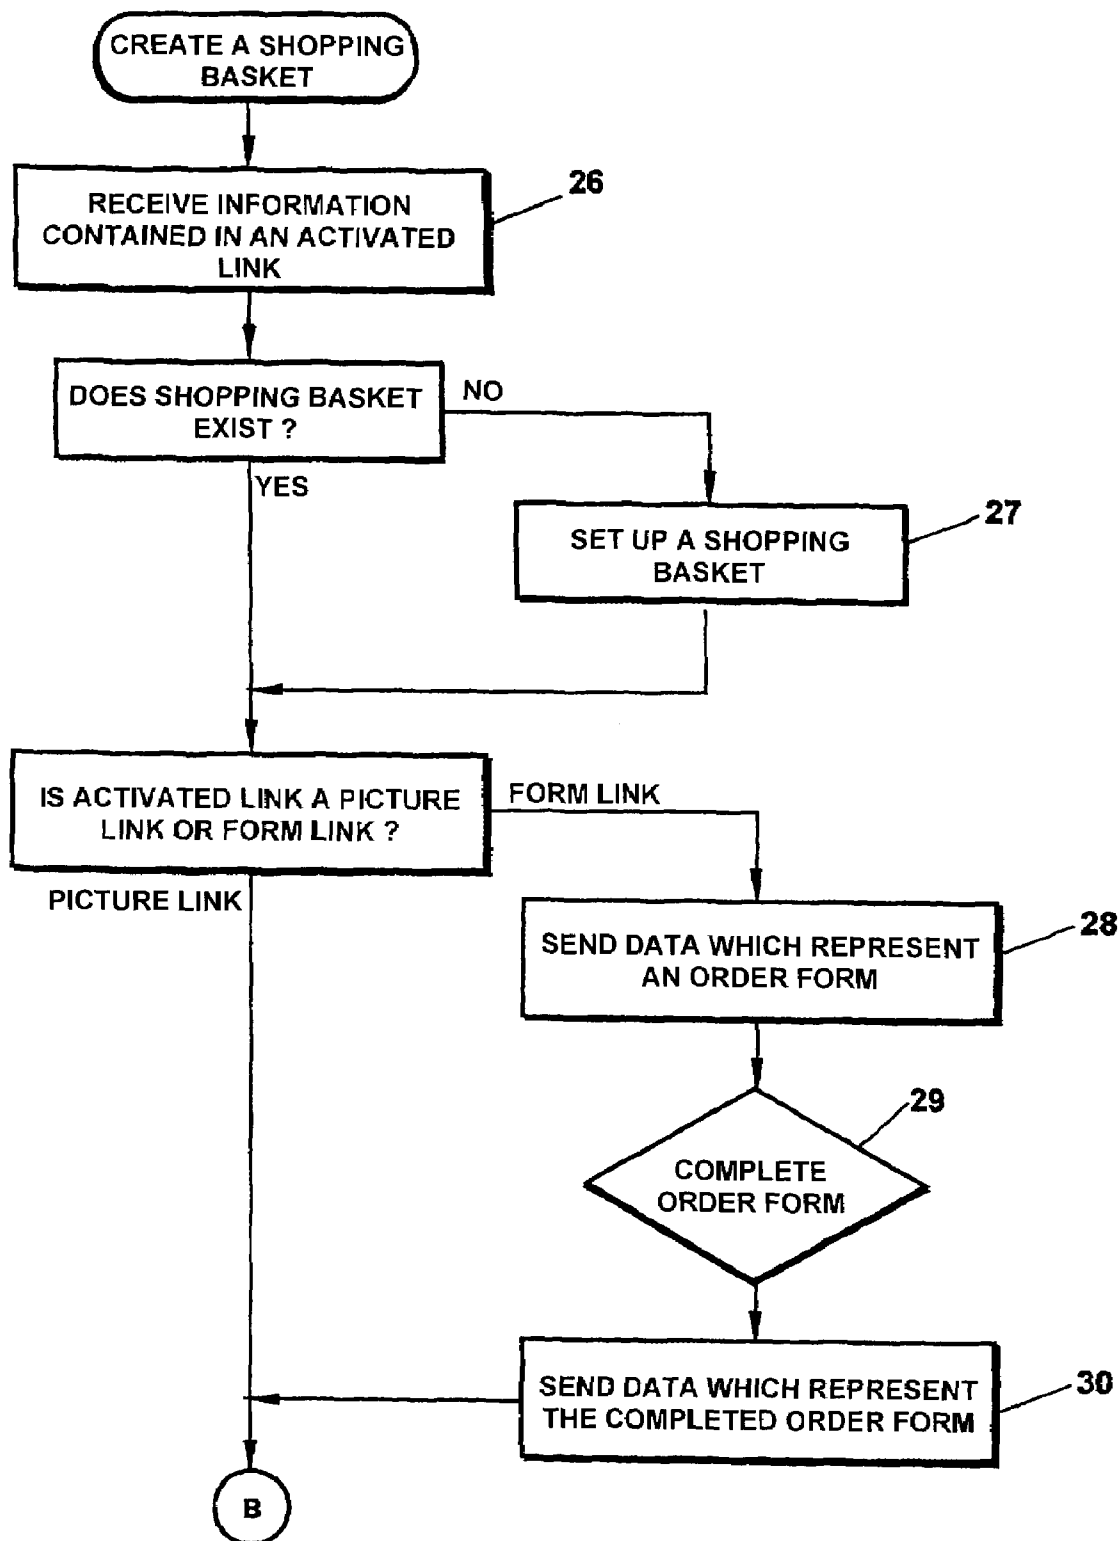 CREATE A SHOPPING
BASKET
RECEIVE INFORMATION
CONTAINED IN AN ACTIVATED
LINK
26
DOES SHOPPING BASKET
EXIST ?
NO
YES
SET UP A SHOPPING
BASKET
27
IS ACTIVATED LINK A PICTURE
LINK OR FORM LINK ?
FORM LINK
PICTURE LINK
SEND DATA WHICH REPRESENT
AN ORDER FORM
28
COMPLETE
ORDER FORM
29
SEND DATA WHICH REPRESENT
THE COMPLETED ORDER FORM
30
B